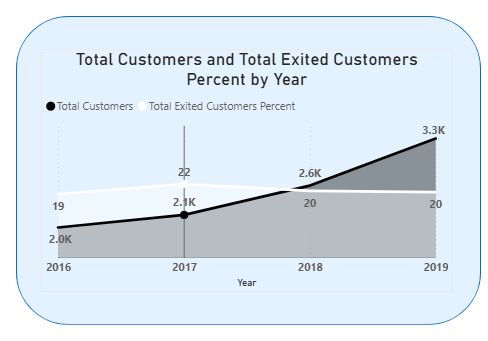 Total Customers and Total Exited Customers
Percent by Year
Total Customers Total Exited Customers Percent
3.3K
22
2.6K
19
2.1K
20
20
2.0K
2016 2017 2018 2019
Year